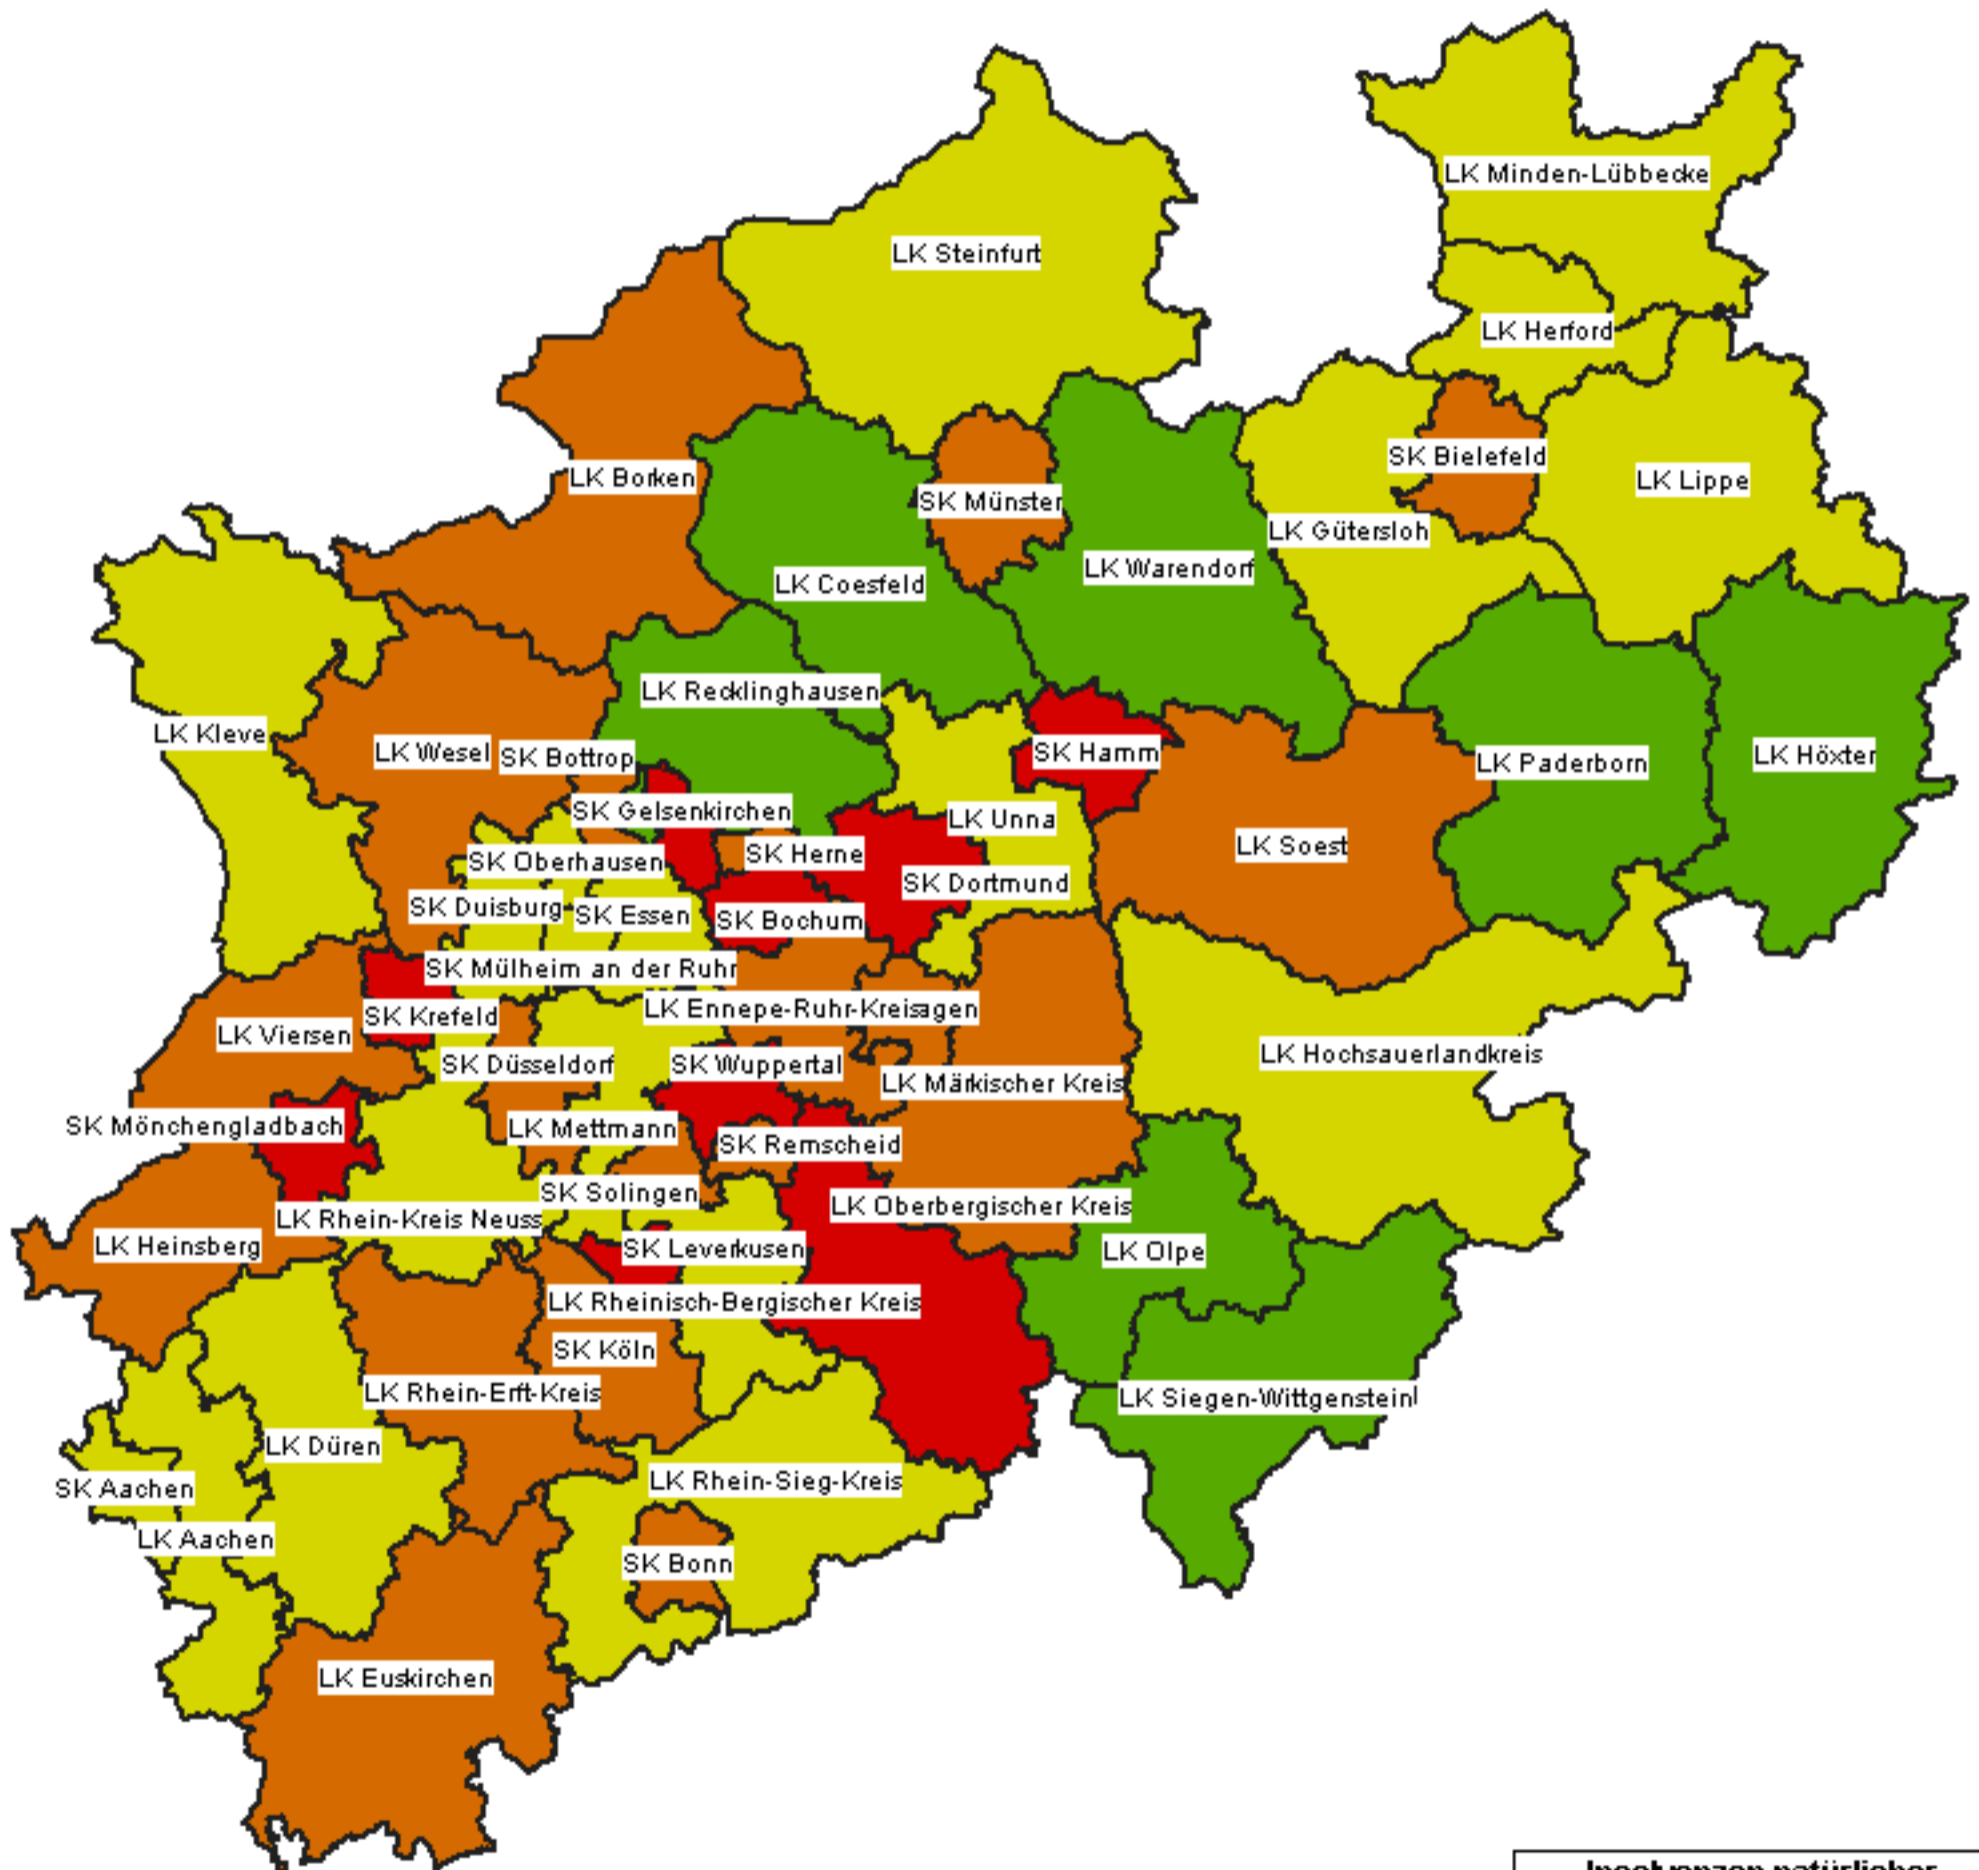 LK Minden-Lübbecke
LK Steinfurt
LK Herford
SK Bielefeld
LK Borken
LK Lippe
SK Münster
LK Gütersloh
LK Warendorf
LK Coesfeld
LK Recklinghausen
LK Kleve
LK Wesel
SK Bottrop
SK Hamm
LK Höxter
LK Paderborn
SK Gelsenkirchen
LK Unna
LK Soest
SK Herne
SK Oberhausen
SK Dortmund
SK Duisburg
SK Essen
SK Bochum
SK Mülheim an der Ruhr
LK Ennepe-Ruhr-Kreisagen
SK Krefeld
LK Viersen
LK Hochsauerlandkreis
SK Düsseldorf
SK Wuppertal
LK Märkischer Kreis
SK Mönchengladbach
LK Mettmann
SK Remscheid
SK Solingen
LK Oberbergischer Kreis
LK Rhein-Kreis Neuss
LK Heinsberg
SK Leverkusen
LK Olpe
LK Rheinisch-Bergischer Kreis
SK Köln
LK Rhein-Erft-Kreis
LK Siegen-Wittgenstein
LK Düren
LK Rhein-Sieg-Kreis
SK Aachen
LK Aachen
SK Bonn
LK Euskirchen
Insolvenzen natürlicher